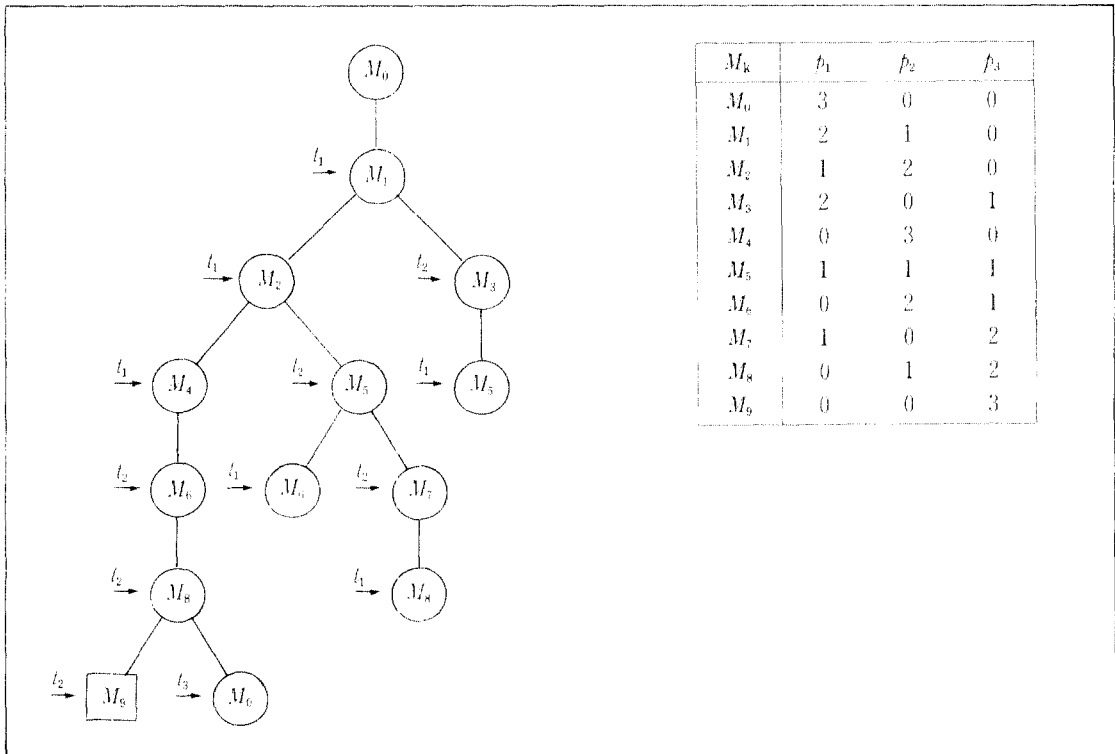 M₀
t₁ M₁
t₁ M₂ t₂ M₃
t₁ M₄ t₂ M₅ t₁ M₅
t₂ M₆ t₁ M₆ t₂ M₇
t₂ M₈ t₁ M₈
t₂ M₉ t₃ M₀
Mₖ p₁ p₂ p₃
M₀ 3 0 0
M₁ 2 1 0
M₂ 1 2 0
M₃ 2 0 1
M₄ 0 3 0
M₅ 1 1 1
M₆ 0 2 1
M₇ 1 0 2
M₈ 0 1 2
M₉ 0 0 3